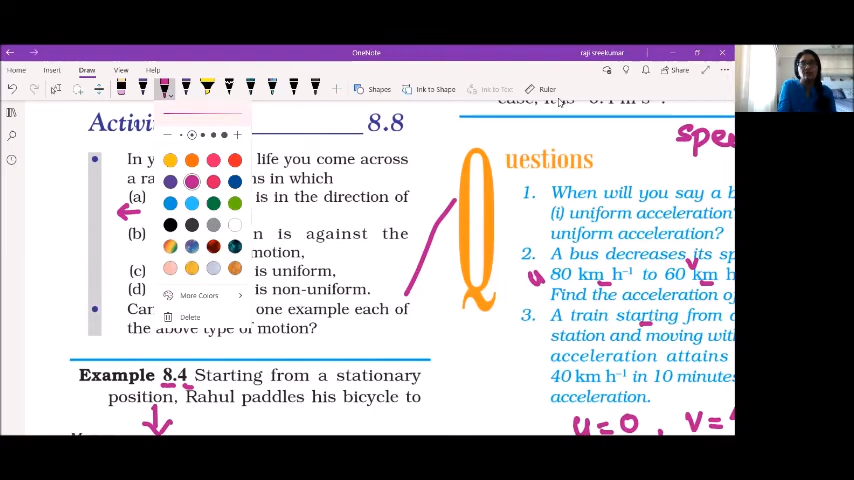 OneNote
raji sreekumar
Home Insert Draw View Help
Share
Shapes Ink to Shape Ink to Text Ruler
8.8
In y life you come across
a ra ns in which
(a) is in the direction of
(b) n is against the
motion,
(c) is uniform,
(d) is non-uniform.
Can one example each of
the above type of motion?
More Colors
Delete
Example 8.4 Starting from a stationary
position, Rahul paddles his bicycle to
spe
Questions
1. When will you say a b
(i) uniform acceleration?
uniform acceleration?
2. A bus decreases its sp
u v
80 km h⁻¹ to 60 km h
Find the acceleration of
3. A train starting from a
station and moving with
acceleration attains
40 km h⁻¹ in 10 minutes
acceleration.
u = 0 , v =